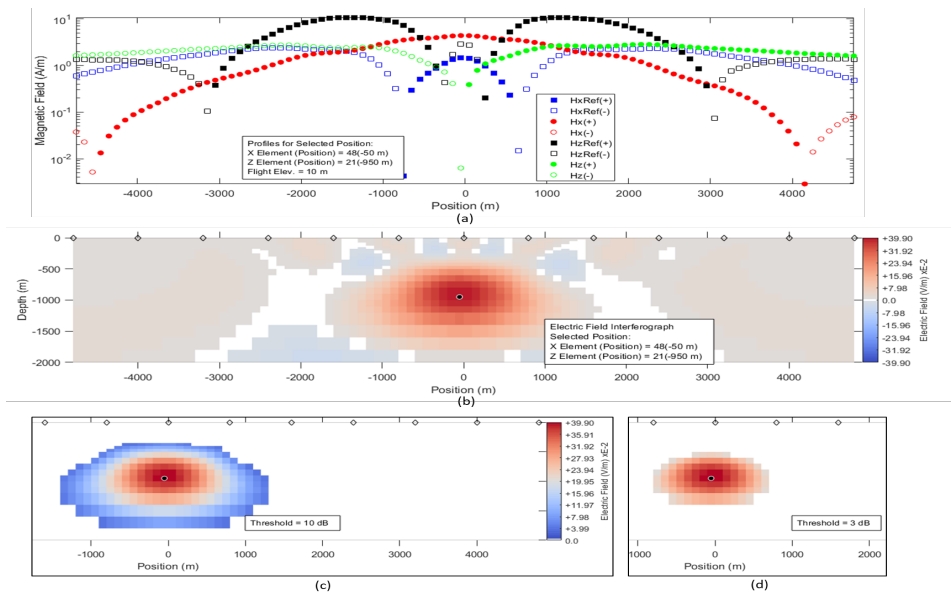 Magnetic Field (A/m)
10^1
10^0
10^-1
10^-2
HxRef(+)
HxRef(-)
Hx(+)
Hx(-)
HzRef(+)
HzRef(-)
Hz(+)
Hz(-)
Profiles for Selected Position:
X Element (Position) = 48(-50 m)
Z Element (Position) = 21(-950 m)
Flight Elev. = 10 m
-4000 -3000 -2000 -1000 0 1000 2000 3000 4000
Position (m)
(a)
Depth (m)
0
-500
-1000
-1500
-2000
Electric Field Interferograph
Selected Position:
X Element (Position) = 48(-50 m)
Z Element (Position) = 21(-950 m)
+39.90
+31.92
+23.94
+15.96
+7.98
0.0
-7.98
-15.96
-23.94
-31.92
-39.90
Electric Field (V/m) xE-2
-4000 -3000 -2000 -1000 0 1000 2000 3000 4000
Position (m)
(b)
Threshold = 10 dB
+39.90
+35.91
+31.92
+27.93
+23.94
+19.95
+15.96
+11.97
+7.98
+3.99
0.0
Electric Field (V/m) xE-2
-1000 0 1000 2000 3000 4000
Position (m)
(c)
Threshold = 3 dB
1000 0 1000 2000
Position (m)
(d)